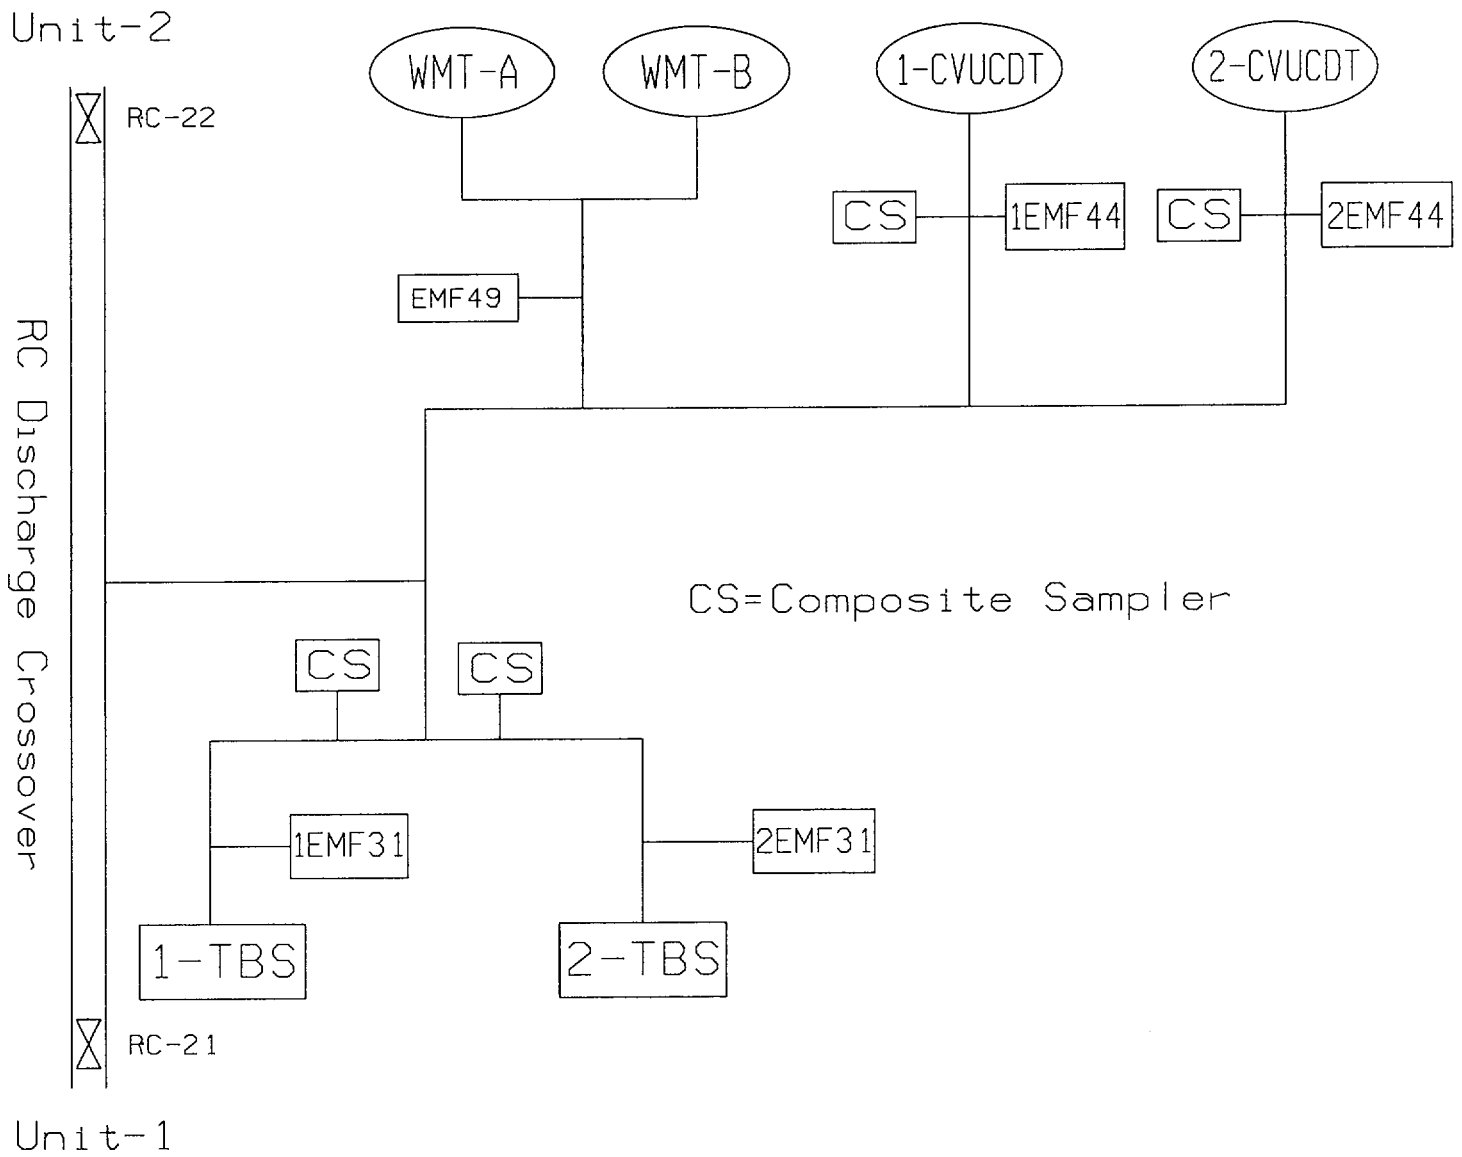 Unit-2
WMT-A
WMT-B
1-CVUCDT
2-CVUCDT
RC-22
CS
1EMF44
CS
2EMF44
EMF49
RC Discharge Crossover
CS=Composite Sampler
CS
CS
1EMF31
2EMF31
1-TBS
2-TBS
RC-21
Unit-1